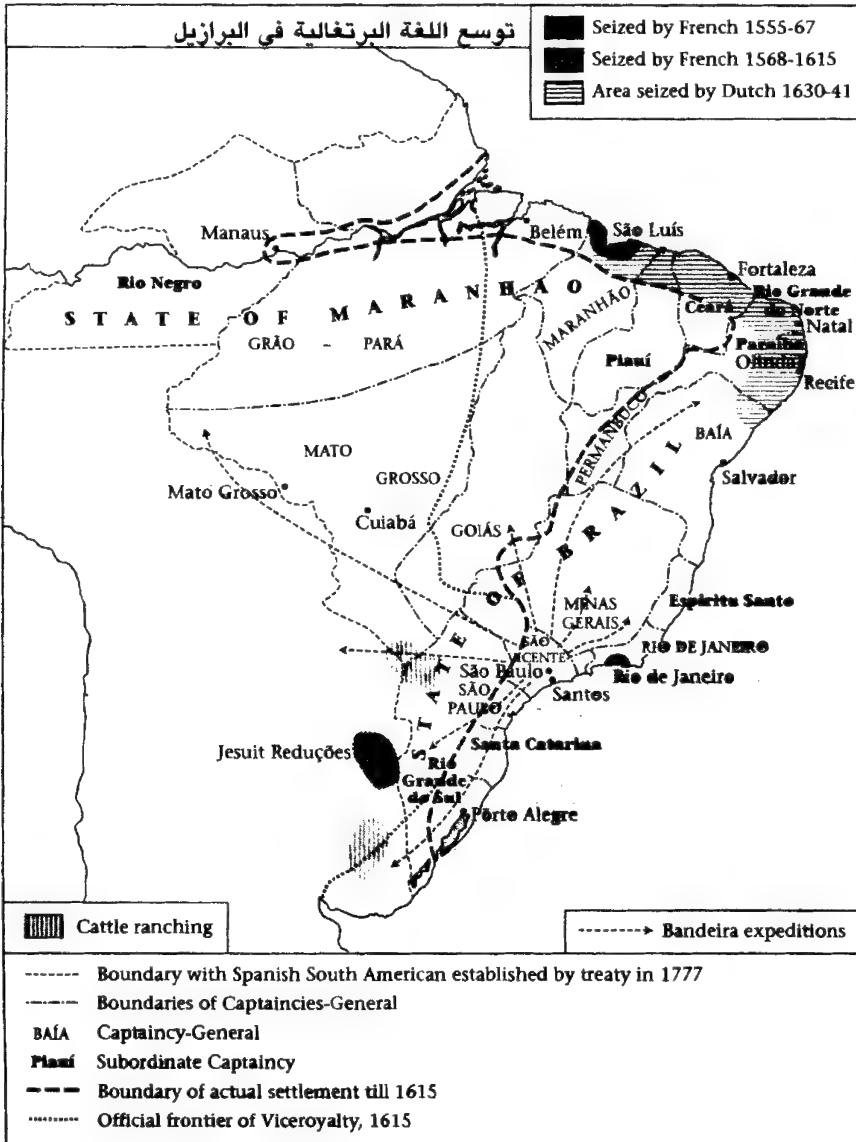 توسع اللغة البرتغالية في البرازيل
Seized by French 1555-67
Seized by French 1568-1615
Area seized by Dutch 1630-41
Manaus
Belém
São Luís
Fortaleza
Rio Negro
Rio Grande
do Norte
STATE OF MARANHAO
MARANHÃO
Ceará
Natal
GRÃO - PARÁ
Piauí
Paraíba
Olinda
Recife
PERMANBUCO
BAÍA
MATO
GROSSO
Salvador
Mato Grosso
Cuiabá
GOIÁS
STATE OF BRAZIL
MINAS
GERAIS
Espíritu Santo
SÃO
VICENTE
RIO DE JANEIRO
São Paulo
Rio de Janeiro
SÃO
PAULO
Santos
Jesuit Reduções
Santa Catarina
Rio
Grande
do Sul
Pôrto Alegre
Cattle ranching
Bandeira expeditions
Boundary with Spanish South American established by treaty in 1777
Boundaries of Captaincies-General
BAÍA Captaincy-General
Piauí Subordinate Captaincy
Boundary of actual settlement till 1615
Official frontier of Viceroyalty, 1615